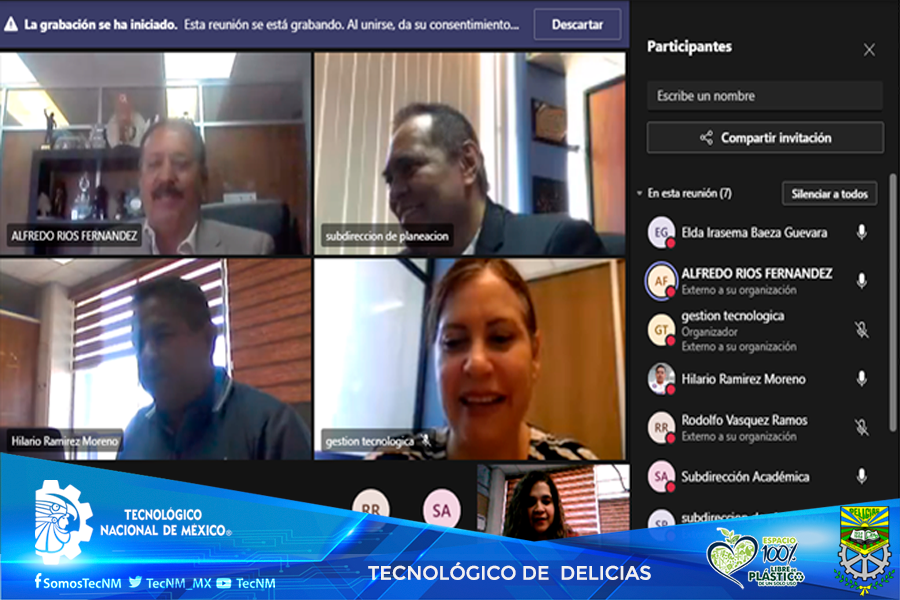 La grabación se ha iniciado. Esta reunión se está grabando. Al unirse, da su consentimiento...
Descartar
Participantes
Escribe un nombre
Compartir invitación
En esta reunión (7)
Silenciar a todos
EG
Elda Irasema Baeza Guevara
AF
ALFREDO RIOS FERNANDEZ
Externo a su organización
GT
gestion tecnologica
Organizador
Externo a su organización
Hilario Ramirez Moreno
RR
Rodolfo Vasquez Ramos
Externo a su organización
SA
Subdirección Académica
SP
subdireccion
ALFREDO RIOS FERNANDEZ
subdireccion de planeacion
Hilario Ramirez Moreno
gestion tecnologica
RR
SA
TECNOLÓGICO
NACIONAL DE MÉXICO®
SomosTecNM
TecNM_MX
TecNM
TECNOLÓGICO DE DELICIAS
ESPACIO
100%
LIBRE DE
PLÁSTICO
DE UN SOLO USO
DELICIAS